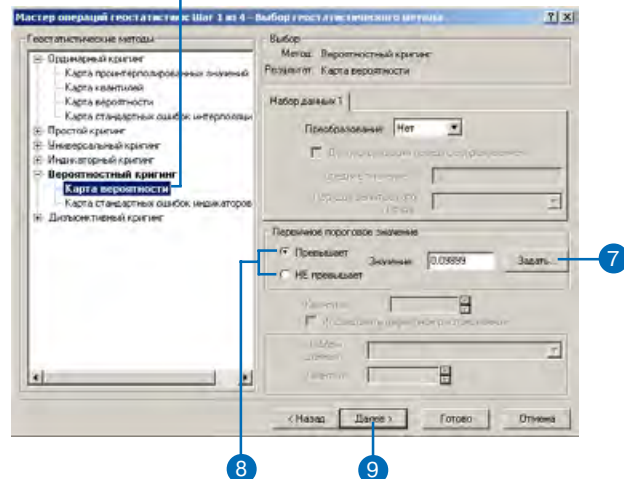 Мастер операций геостатистик: Шаг 1 из 4 - Выбор геостатистического метода
Геостатистические методы
Ординарный кригинг
Карта проинтерполированных значений
Карта квантилей
Карта вероятности
Карта стандартных ошибок интерполяци
Простой кригинг
Универсальный кригинг
Индикаторный кригинг
Вероятностный кригинг
Карта вероятности
Карта стандартных ошибок индикаторов
Дизъюнктивный кригинг
Выбор
Метод: Вероятностный кригинг
Результат: Карта вероятности
Набор данных 1
Преобразование: Нет
Первичное пороговое значение
Превышает
НЕ превышает
Значение: 0.09899
Задать...
7
8
< Назад
Далее >
Готово
Отмена
8
9